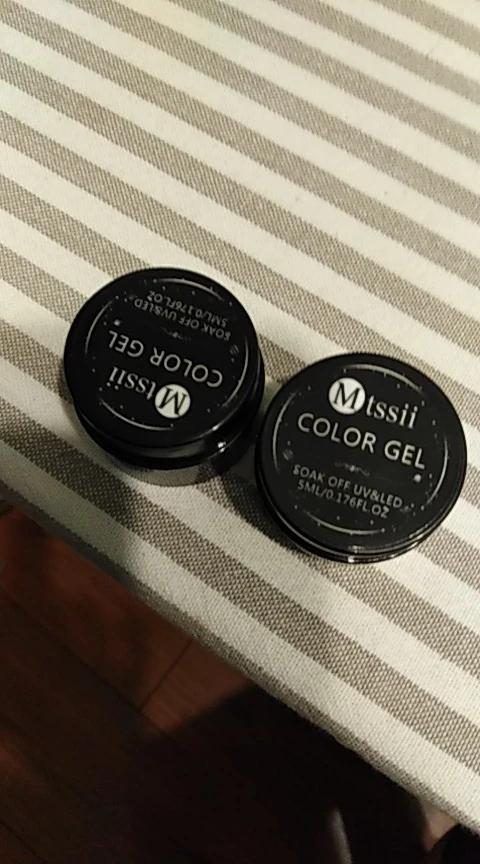 Mtssii
COLOR GEL
SOAK OFF UV&LED
5ML/0.176FL.OZ
Mtssii
COLOR GEL
SOAK OFF UV&LED
5ML/0.176FL.OZ